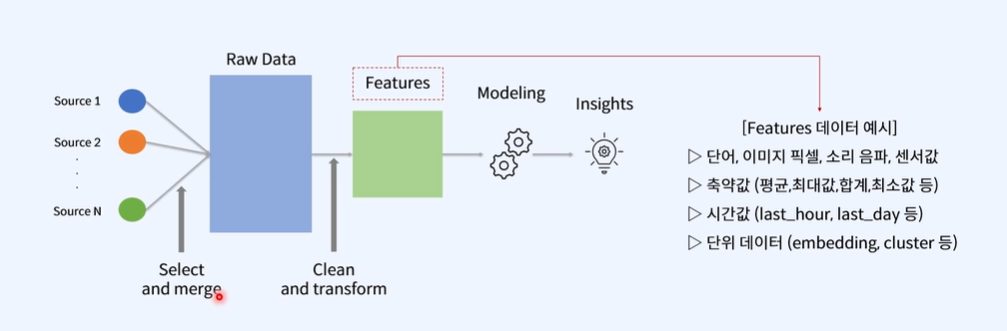 Raw Data
Source 1
Source 2
.
.
.
Source N
Select
and merge
Clean
and transform
Features
Modeling
Insights
[Features 데이터 예시]
▷ 단어, 이미지 픽셀, 소리 음파, 센서값
▷ 축약값 (평균,최대값,합계,최소값 등)
▷ 시간값 (last_hour, last_day 등)
▷ 단위 데이터 (embedding, cluster 등)